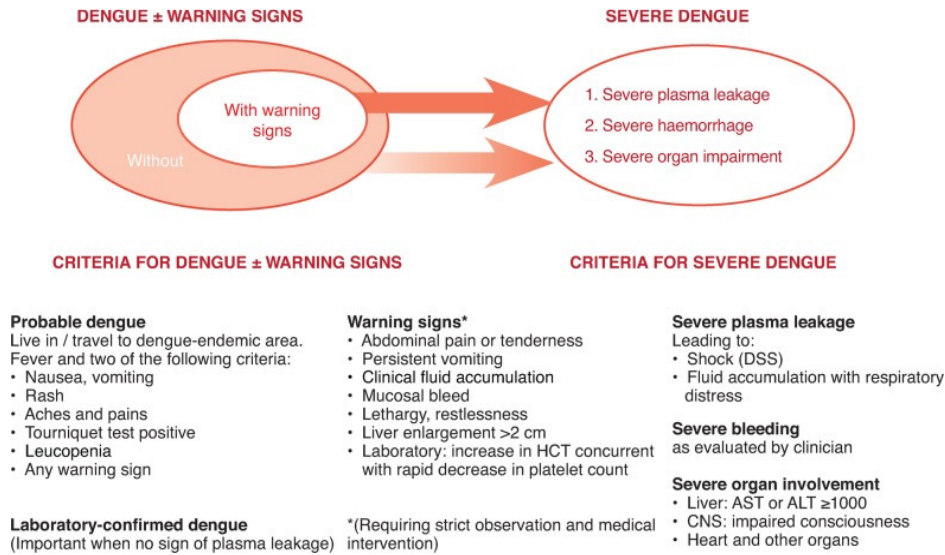 DENGUE ± WARNING SIGNS
SEVERE DENGUE
With warning
signs
Without
1. Severe plasma leakage
2. Severe haemorrhage
3. Severe organ impairment
CRITERIA FOR DENGUE ± WARNING SIGNS
CRITERIA FOR SEVERE DENGUE
Probable dengue
Live in / travel to dengue-endemic area.
Fever and two of the following criteria:
• Nausea, vomiting
• Rash
• Aches and pains
• Tourniquet test positive
• Leucopenia
• Any warning sign
Laboratory-confirmed dengue
(Important when no sign of plasma leakage)
Warning signs*
• Abdominal pain or tenderness
• Persistent vomiting
• Clinical fluid accumulation
• Mucosal bleed
• Lethargy, restlessness
• Liver enlargement >2 cm
• Laboratory: increase in HCT concurrent
with rapid decrease in platelet count
*(Requiring strict observation and medical
intervention)
Severe plasma leakage
Leading to:
• Shock (DSS)
• Fluid accumulation with respiratory
distress
Severe bleeding
as evaluated by clinician
Severe organ involvement
• Liver: AST or ALT ≥1000
• CNS: impaired consciousness
• Heart and other organs